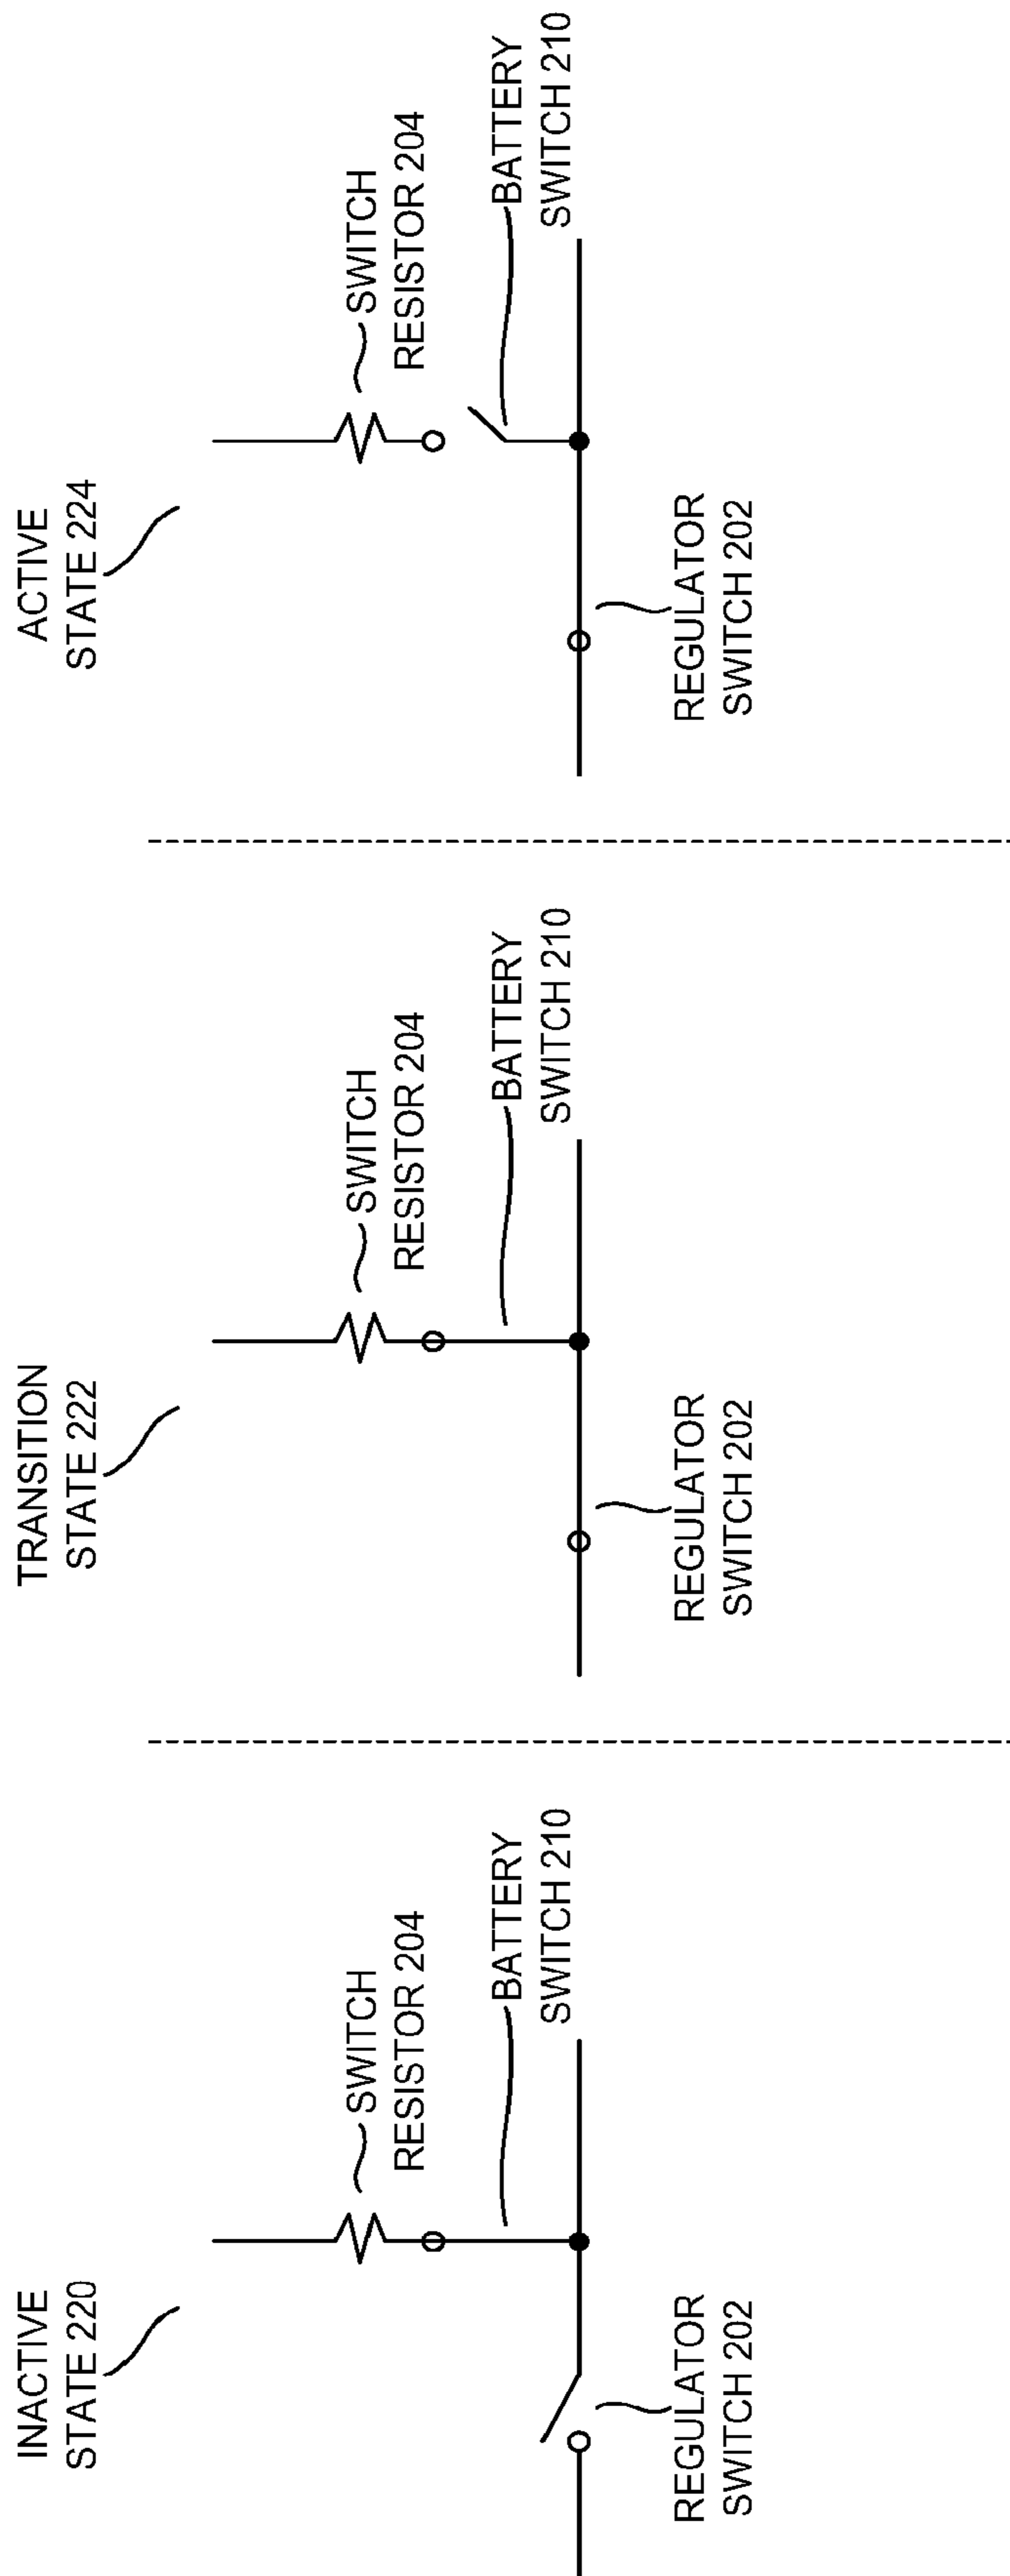 INACTIVE
STATE 220
SWITCH
RESISTOR 204
BATTERY
SWITCH 210
REGULATOR
SWITCH 202
TRANSITION
STATE 222
SWITCH
RESISTOR 204
BATTERY
SWITCH 210
REGULATOR
SWITCH 202
ACTIVE
STATE 224
SWITCH
RESISTOR 204
BATTERY
SWITCH 210
REGULATOR
SWITCH 202